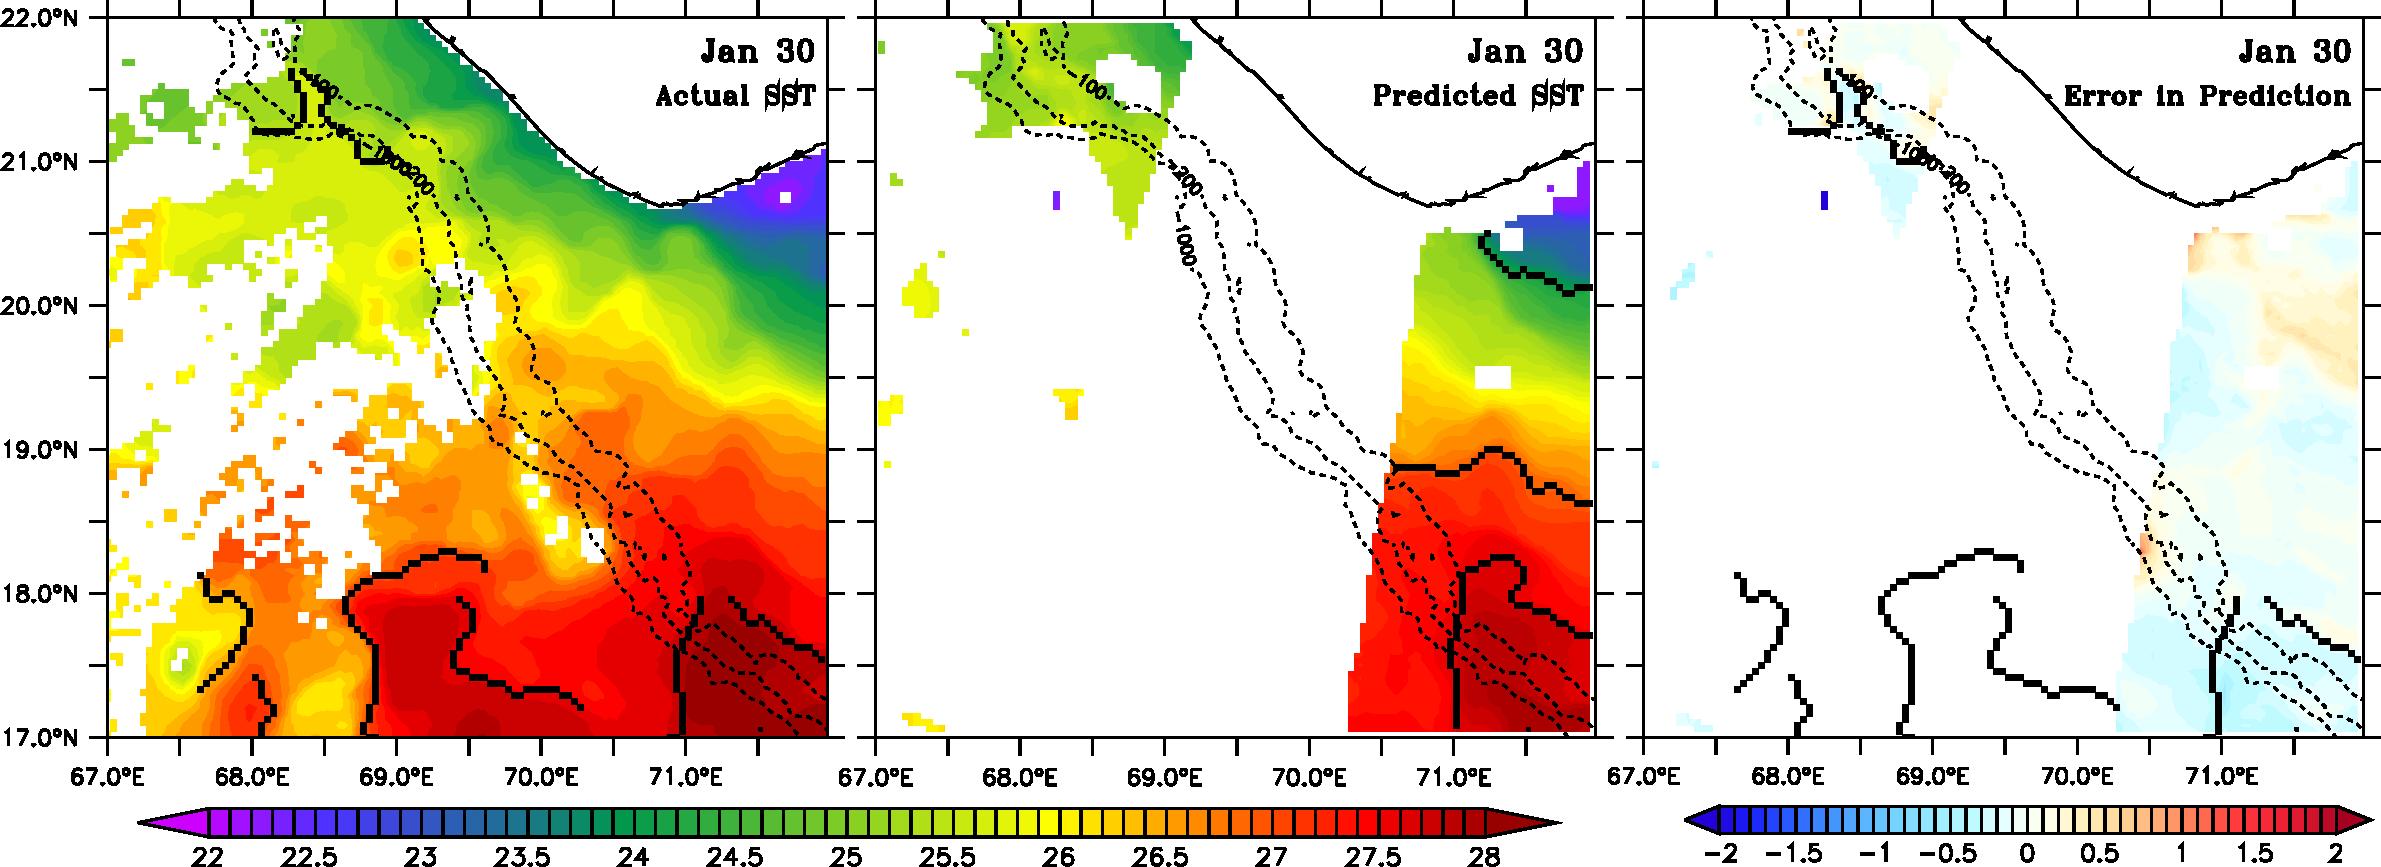 22.0°N
21.0°N
20.0°N
19.0°N
18.0°N
17.0°N
Jan 30
Actual SST
100
1000
200
67.0°E 68.0°E 69.0°E 70.0°E 71.0°E
Jan 30
Predicted SST
100
200
1000
67.0°E 68.0°E 69.0°E 70.0°E 71.0°E
Jan 30
Error in Prediction
100
1000
200
67.0°E 68.0°E 69.0°E 70.0°E 71.0°E
22 22.5 23 23.5 24 24.5 25 25.5 26 26.5 27 27.5 28
-2 -1.5 -1 -0.5 0 0.5 1 1.5 2